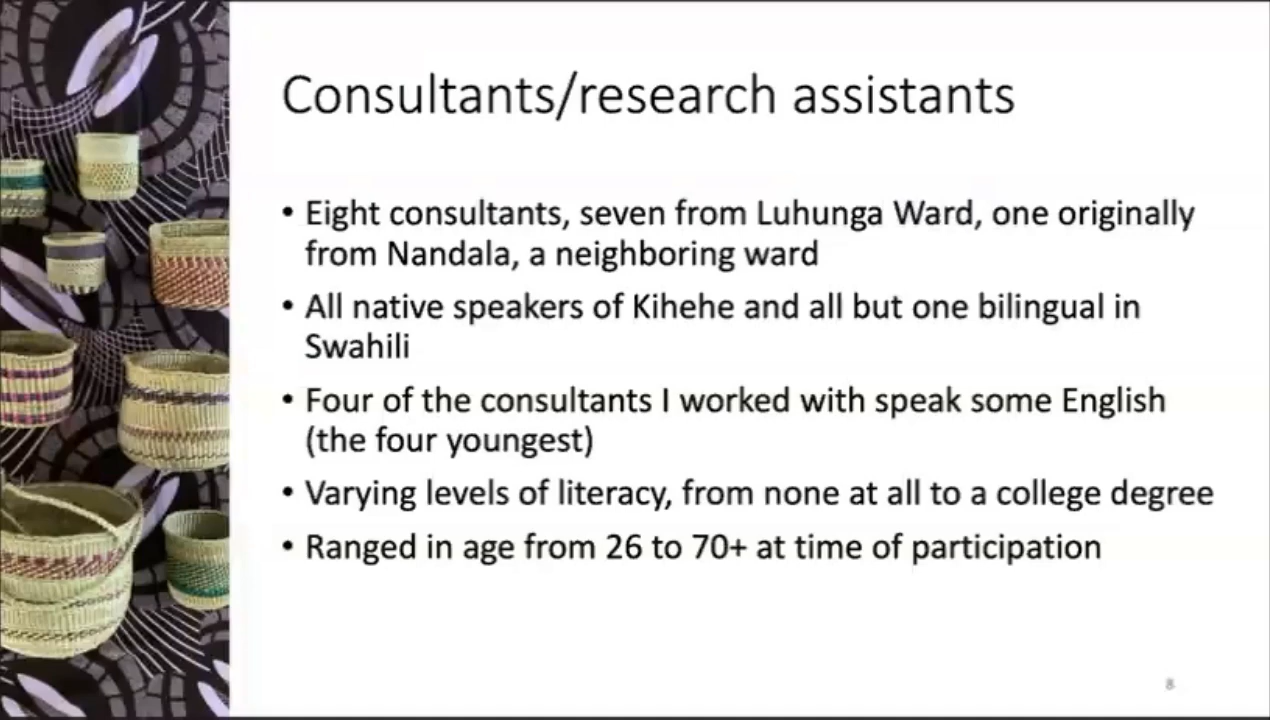 Consultants/research assistants
• Eight consultants, seven from Luhunga Ward, one originally
from Nandala, a neighboring ward
• All native speakers of Kihehe and all but one bilingual in
Swahili
• Four of the consultants I worked with speak some English
(the four youngest)
• Varying levels of literacy, from none at all to a college degree
• Ranged in age from 26 to 70+ at time of participation
8